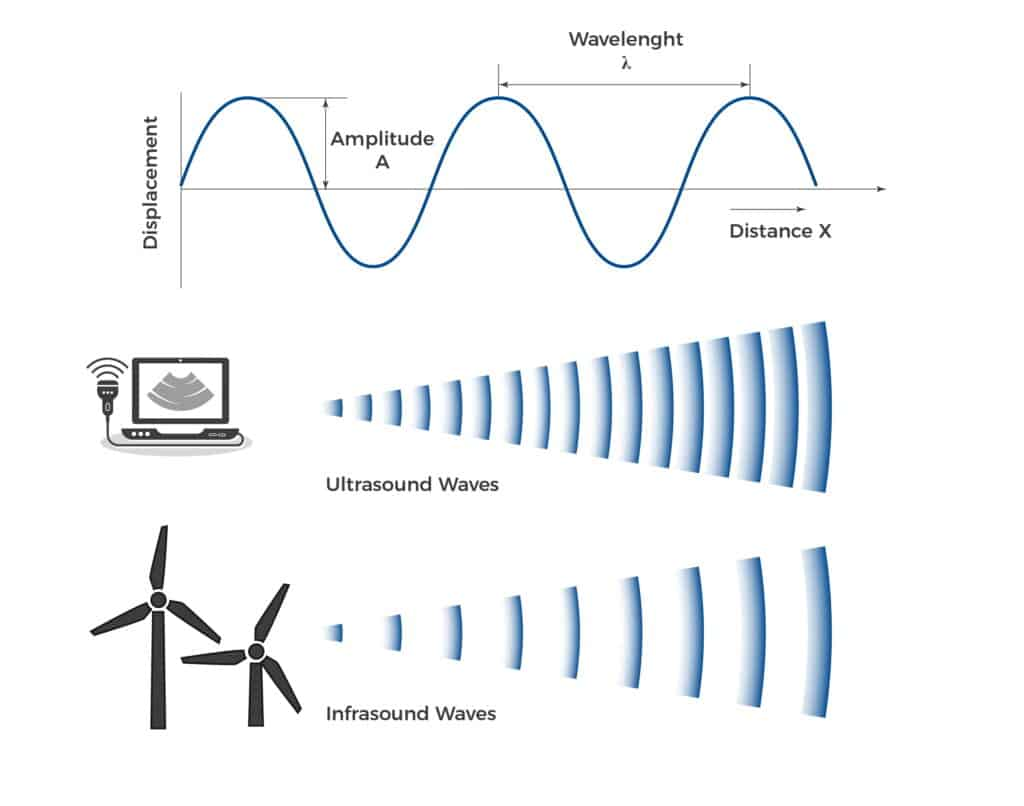 Wavelenght
λ
Displacement
Amplitude
A
Distance X
Ultrasound Waves
Infrasound Waves